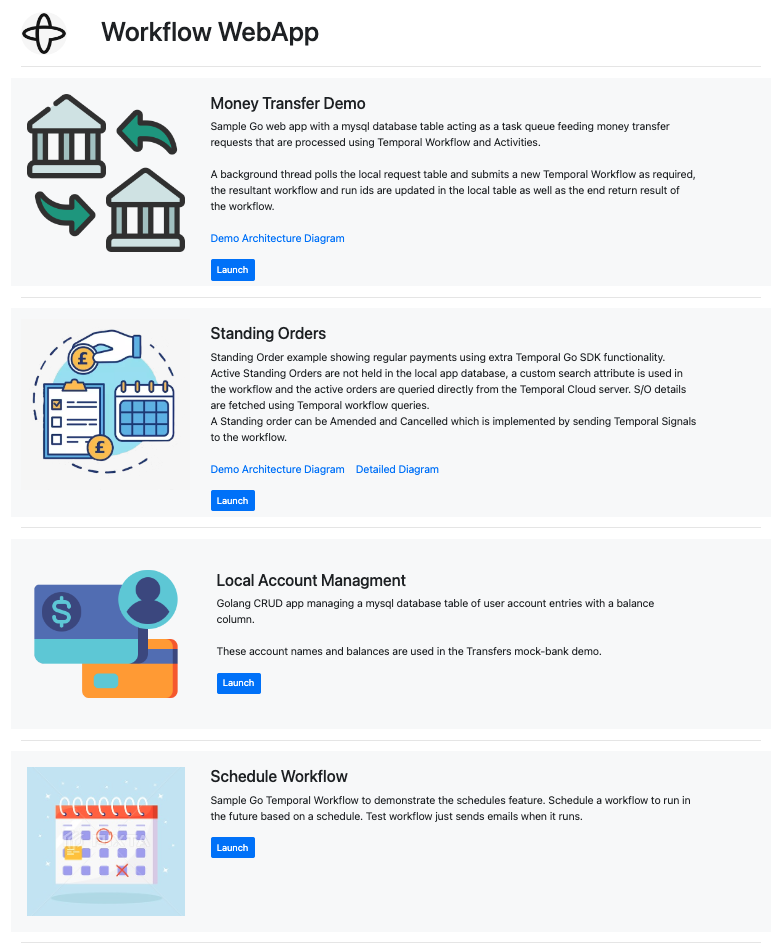 Workflow WebApp
Money Transfer Demo
Sample Go web app with a mysql database table acting as a task queue feeding money transfer
requests that are processed using Temporal Workflow and Activities.
A background thread polls the local request table and submits a new Temporal Workflow as required,
the resultant workflow and run ids are updated in the local table as well as the end return result of
the workflow.
Demo Architecture Diagram
Launch
Standing Orders
Standing Order example showing regular payments using extra Temporal Go SDK functionality.
Active Standing Orders are not held in the local app database, a custom search attribute is used in
the workflow and the active orders are queried directly from the Temporal Cloud server. S/O details
are fetched using Temporal workflow queries.
A Standing order can be Amended and Cancelled which is implemented by sending Temporal Signals
to the workflow.
Demo Architecture Diagram Detailed Diagram
Launch
Local Account Managment
Golang CRUD app managing a mysql database table of user account entries with a balance
column.
These account names and balances are used in the Transfers mock-bank demo.
Launch
Schedule Workflow
Sample Go Temporal Workflow to demonstrate the schedules feature. Schedule a workflow to run in
the future based on a schedule. Test workflow just sends emails when it runs.
Launch